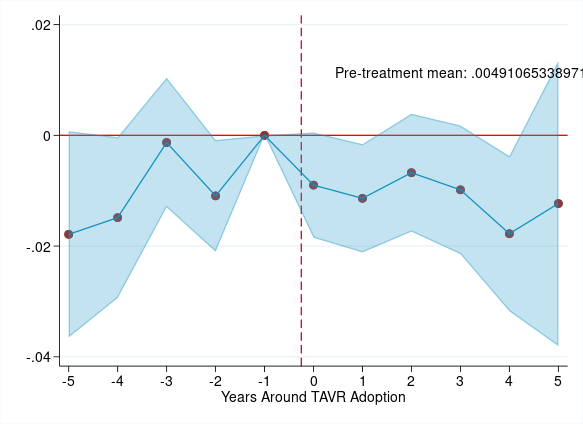 .02
Pre-treatment mean: .00491065338971
0
-.02
-.04
-5 -4 -3 -2 -1 0 1 2 3 4 5
Years Around TAVR Adoption